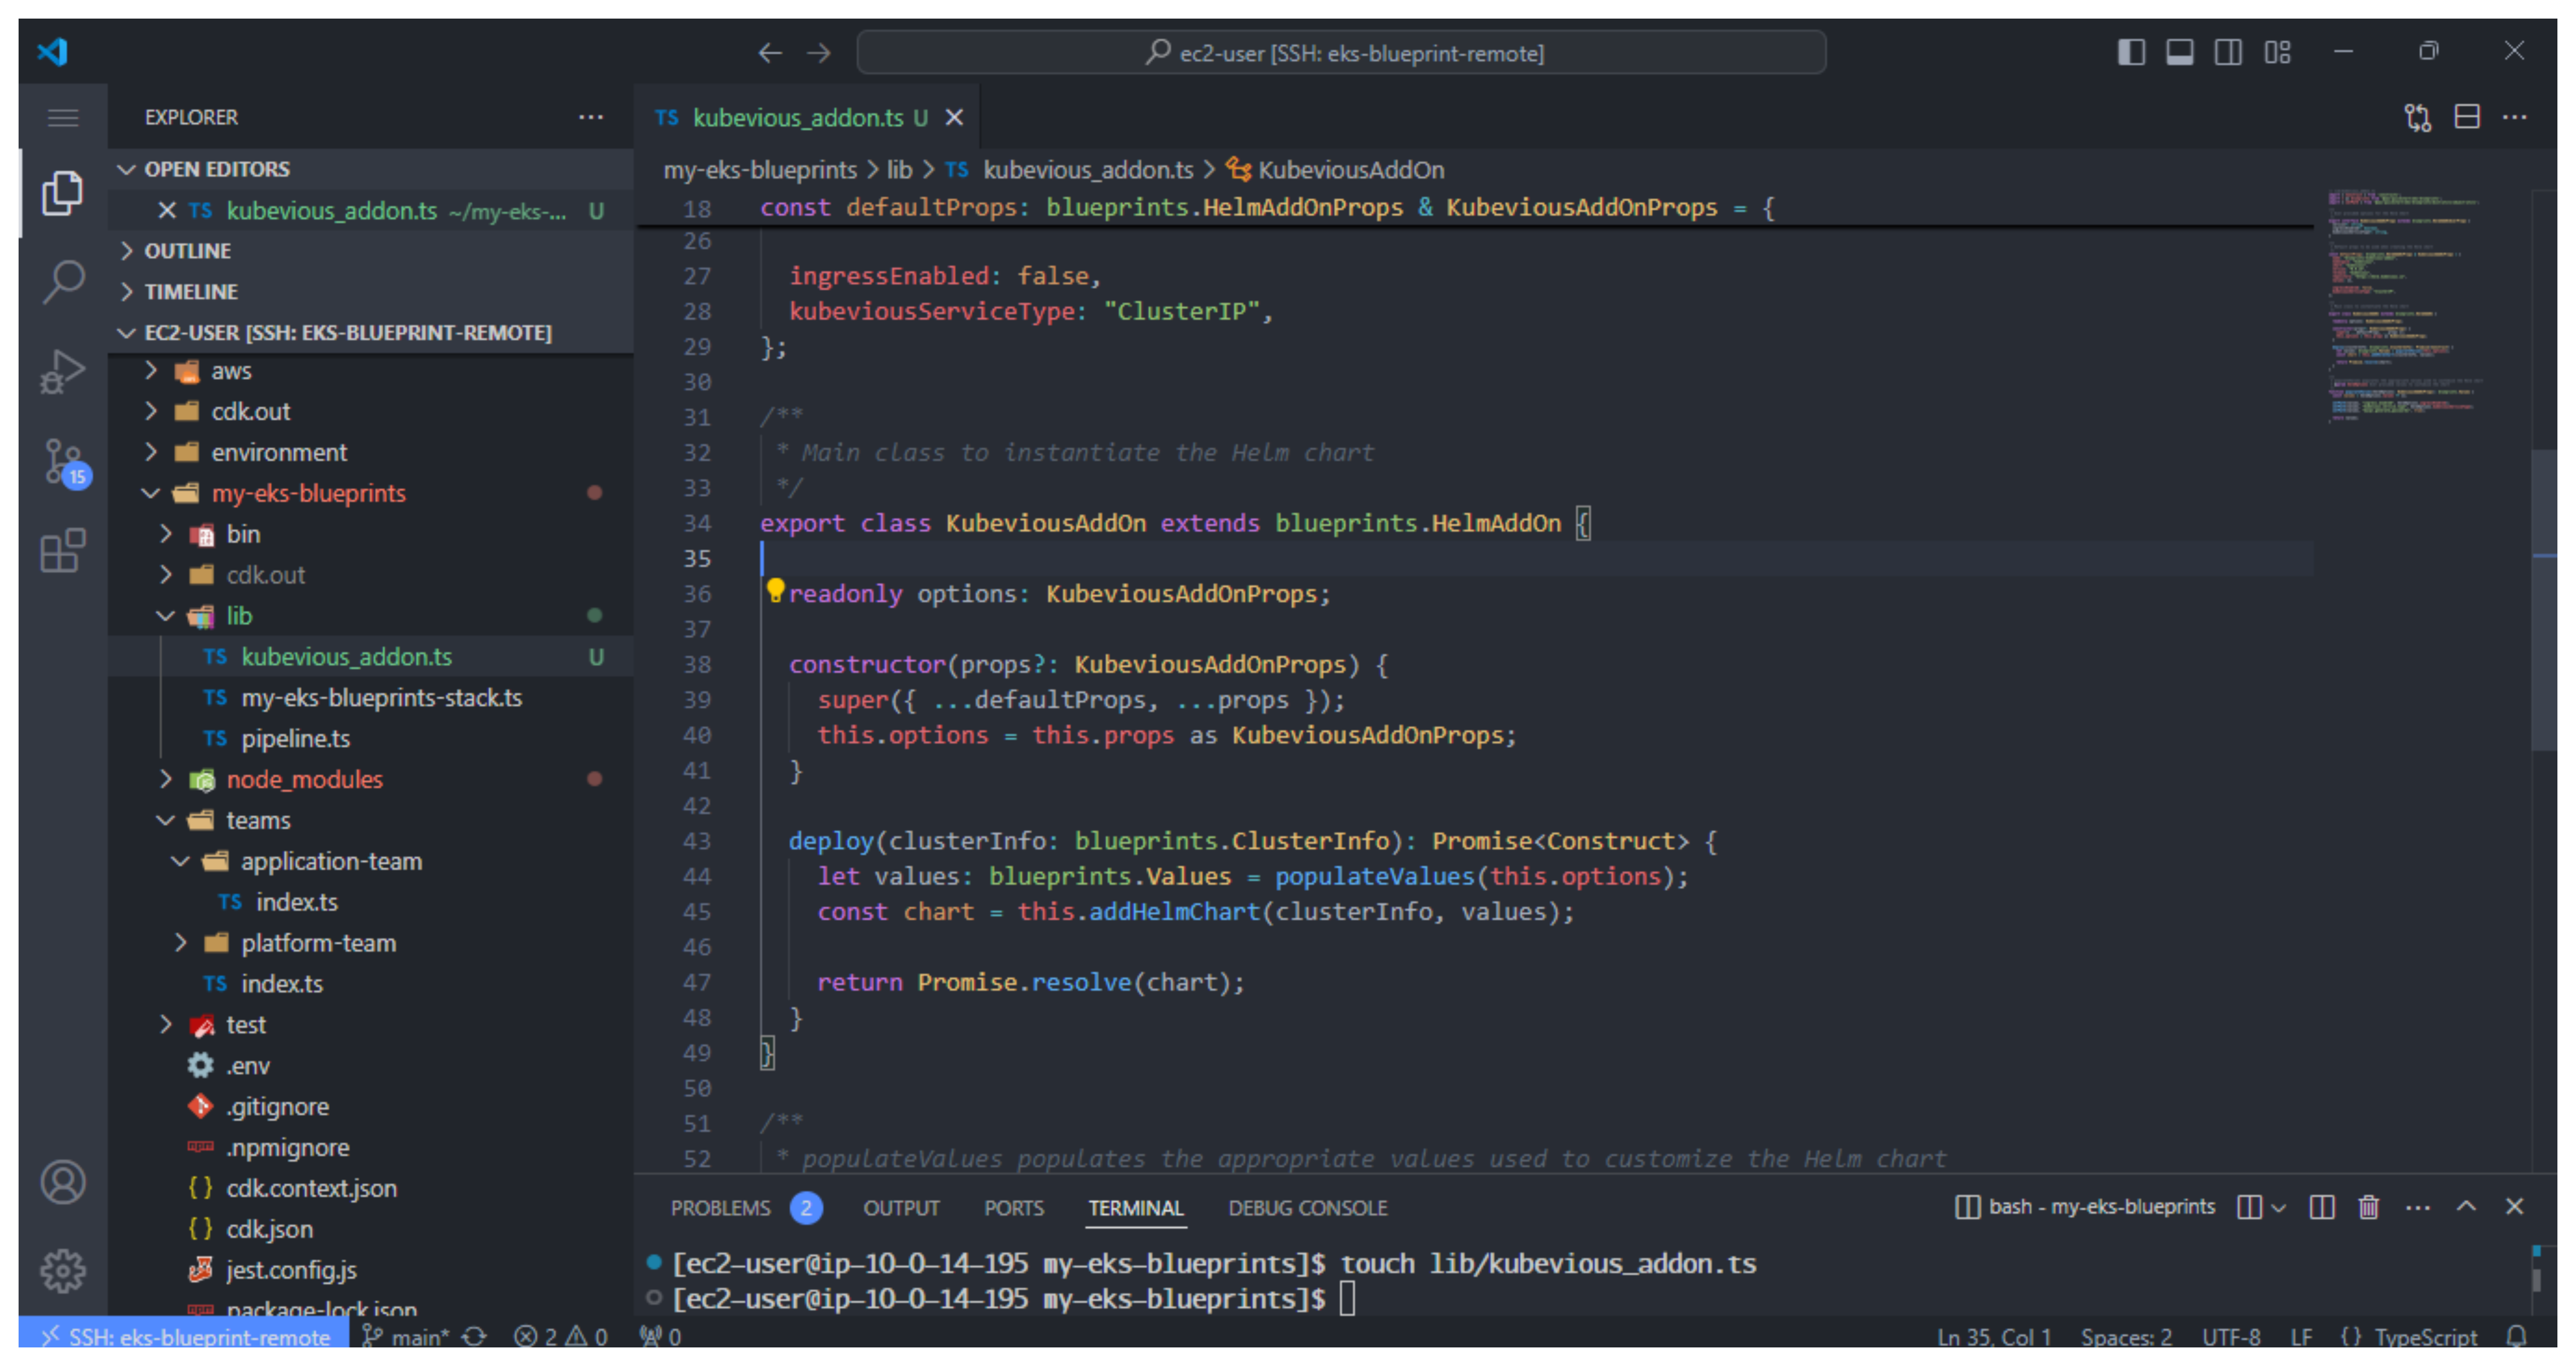 ec2-user [SSH: eks-blueprint-remote]
EXPLORER
OPEN EDITORS
TS kubevious_addon.ts ~/my-eks-... U
OUTLINE
TIMELINE
EC2-USER [SSH: EKS-BLUEPRINT-REMOTE]
aws
cdk.out
environment
my-eks-blueprints
bin
cdk.out
lib
TS kubevious_addon.ts U
TS my-eks-blueprints-stack.ts
TS pipeline.ts
node_modules
teams
application-team
TS index.ts
platform-team
TS index.ts
test
.env
.gitignore
npm .npmignore
{} cdk.context.json
{} cdk.json
jest.config.js
npm package-lock.json
15
TS kubevious_addon.ts U
my-eks-blueprints > lib > TS kubevious_addon.ts > KubeviousAddOn
18 const defaultProps: blueprints.HelmAddOnProps & KubeviousAddOnProps = {
26
27 ingressEnabled: false,
28 kubeviousServiceType: "ClusterIP",
29 };
30
31 /**
32 * Main class to instantiate the Helm chart
33 */
34 export class KubeviousAddOn extends blueprints.HelmAddOn {
35
36 readonly options: KubeviousAddOnProps;
37
38 constructor(props?: KubeviousAddOnProps) {
39 super({ ...defaultProps, ...props });
40 this.options = this.props as KubeviousAddOnProps;
41 }
42
43 deploy(clusterInfo: blueprints.ClusterInfo): Promise<Construct> {
44 let values: blueprints.Values = populateValues(this.options);
45 const chart = this.addHelmChart(clusterInfo, values);
46
47 return Promise.resolve(chart);
48 }
49 }
50
51 /**
52 * populateValues populates the appropriate values used to customize the Helm chart
PROBLEMS 2 OUTPUT PORTS TERMINAL DEBUG CONSOLE bash - my-eks-blueprints
[ec2-user@ip-10-0-14-195 my-eks-blueprints]$ touch lib/kubevious_addon.ts
[ec2-user@ip-10-0-14-195 my-eks-blueprints]$
SSH: eks-blueprint-remote main* 2 0 0 Ln 35, Col 1 Spaces: 2 UTF-8 LF {} TypeScript